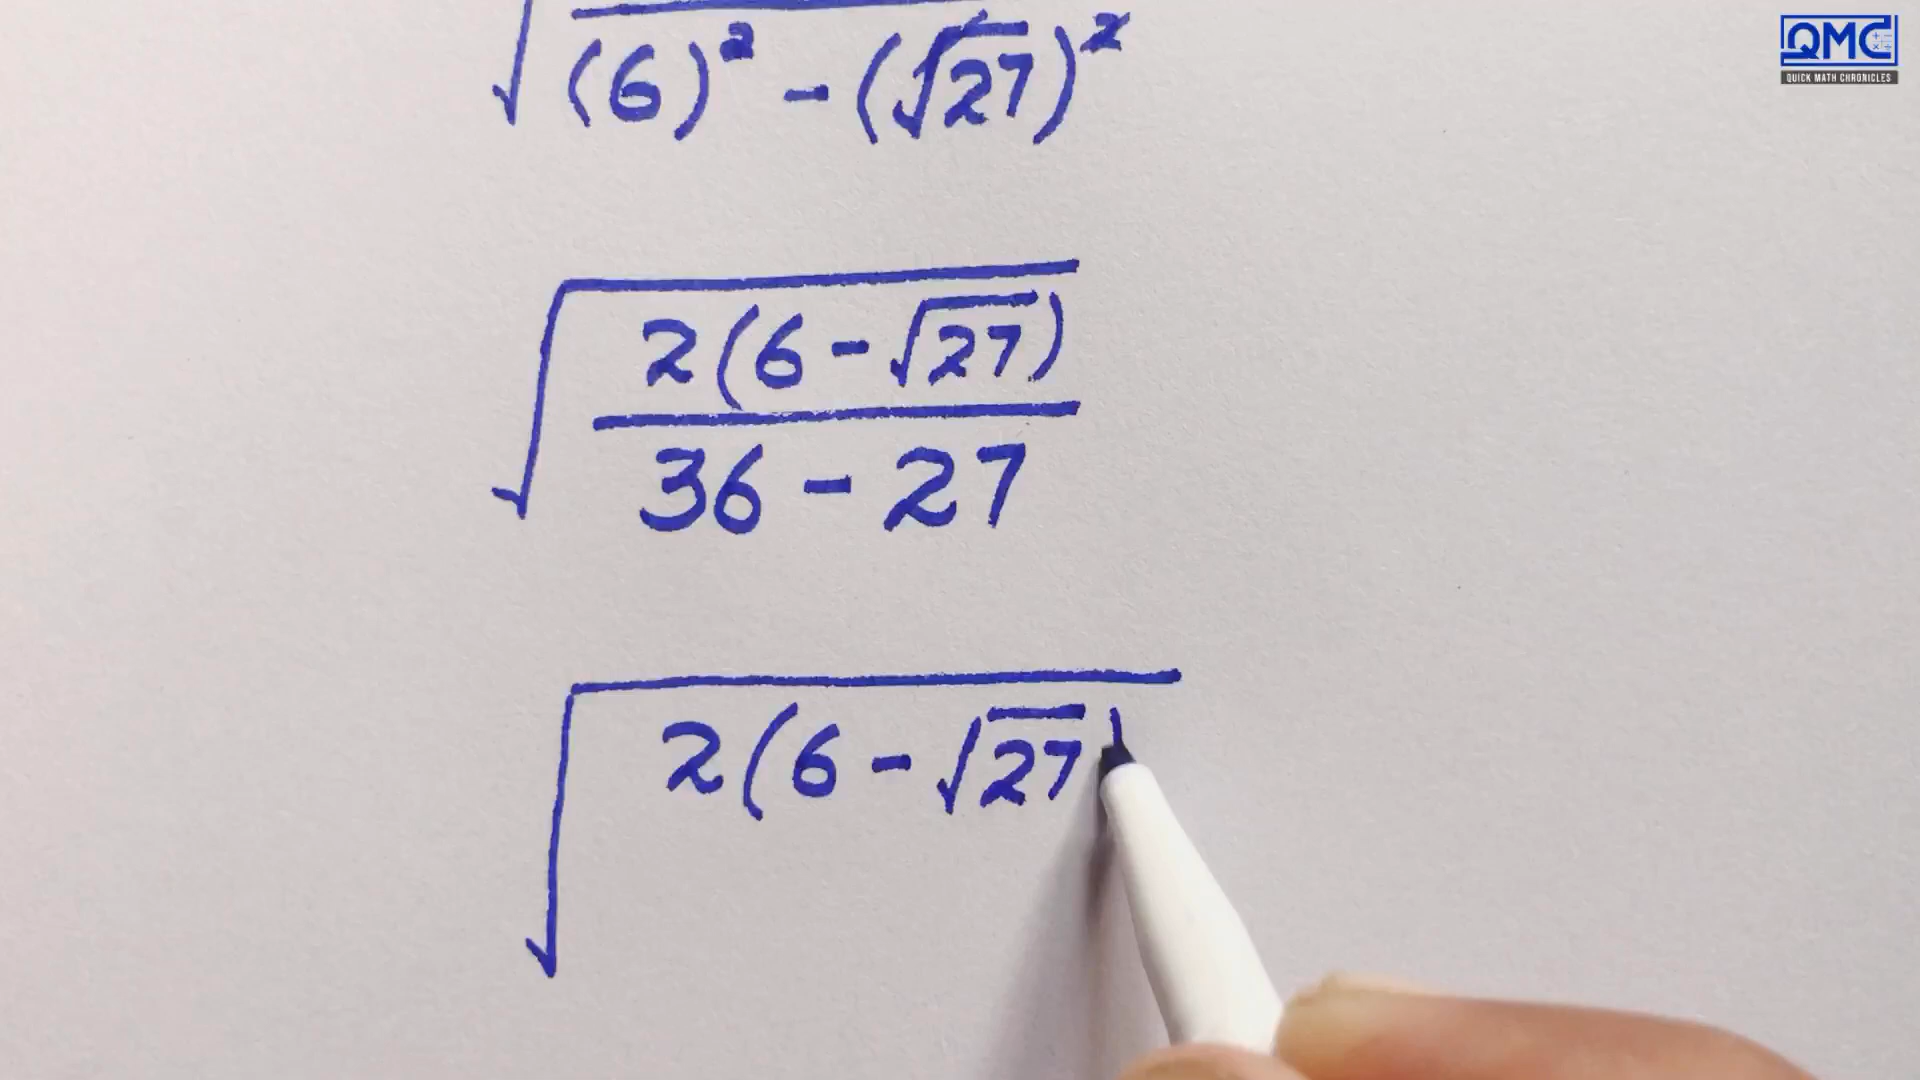 QMC
QUICK MATH CHRONICLES
√(6)² - (√27)²
√2(6 - √27)
36 - 27
√2(6 - √27)